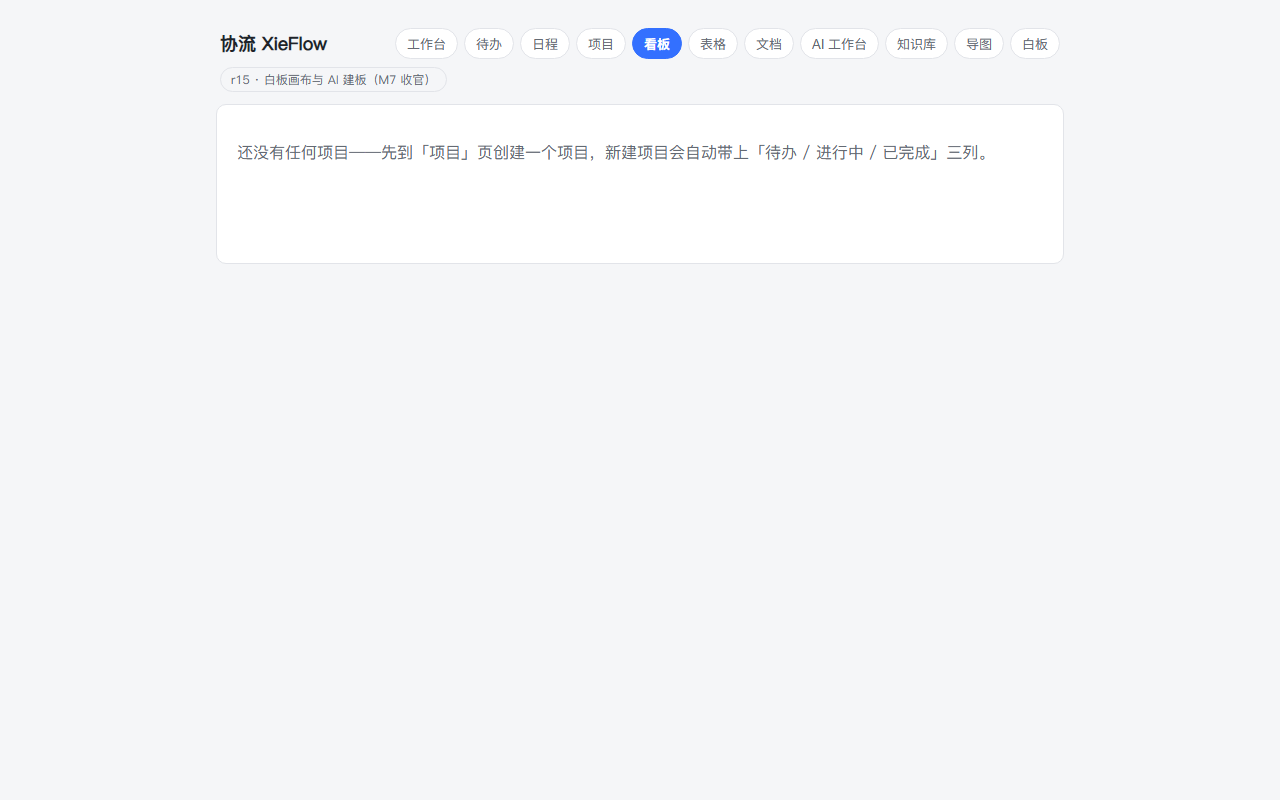 协流 XieFlow
工作台 待办 日程 项目 看板 表格 文档 AI 工作台 知识库 导图 白板
r15 · 白板画布与 AI 建板（M7 收官）
还没有任何项目——先到「项目」页创建一个项目，新建项目会自动带上「待办 / 进行中 / 已完成」三列。